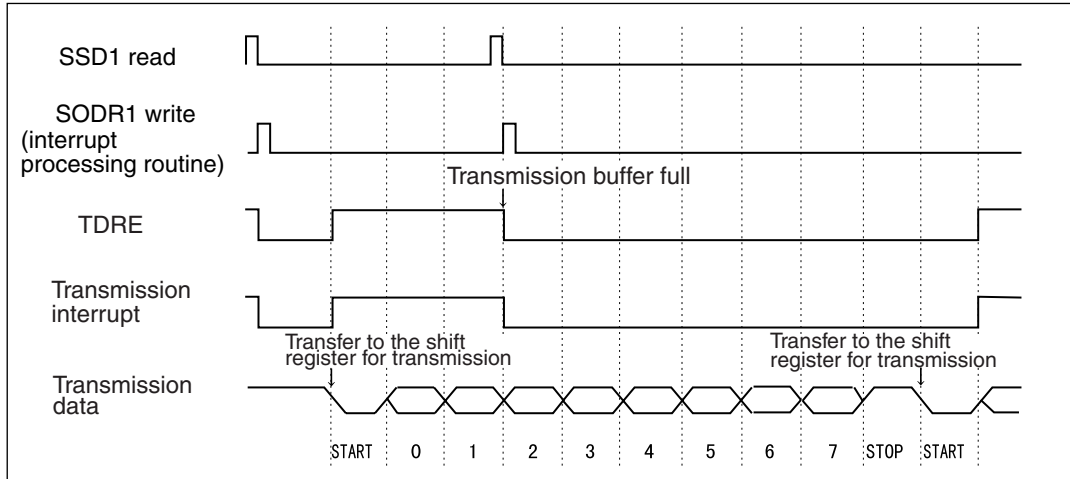 SSD1 read
SODR1 write
(interrupt
processing routine)
Transmission buffer full
TDRE
Transmission
interrupt
Transfer to the shift
register for transmission
Transfer to the shift
register for transmission
Transmission
data
START 0 1 2 3 4 5 6 7 STOP START